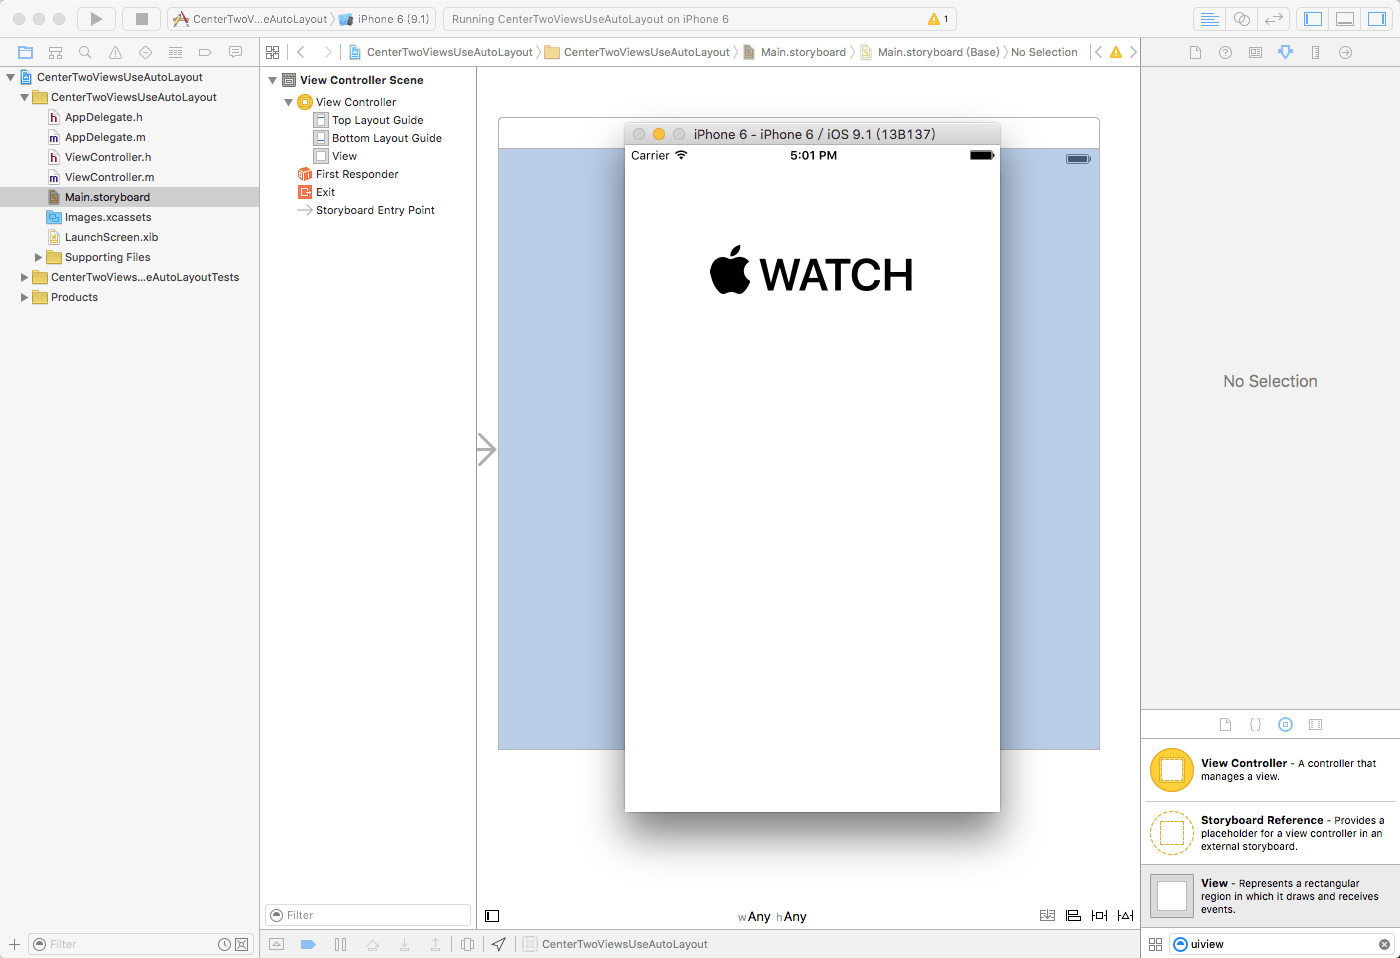 CenterTwoV...eAutoLayout
iPhone 6 (9.1)
Running CenterTwoViewsUseAutoLayout on iPhone 6
1
CenterTwoViewsUseAutoLayout
CenterTwoViewsUseAutoLayout
Main.storyboard
Main.storyboard (Base)
No Selection
CenterTwoViewsUseAutoLayout
CenterTwoViewsUseAutoLayout
AppDelegate.h
AppDelegate.m
ViewController.h
ViewController.m
Main.storyboard
Images.xcassets
LaunchScreen.xib
Supporting Files
CenterTwoViews...eAutoLayoutTests
Products
View Controller Scene
View Controller
Top Layout Guide
Bottom Layout Guide
View
First Responder
Exit
Storyboard Entry Point
iPhone 6 - iPhone 6 / iOS 9.1 (13B137)
Carrier
5:01 PM
WATCH
No Selection
View Controller - A controller that
manages a view.
Storyboard Reference - Provides a
placeholder for a view controller in an
external storyboard.
View - Represents a rectangular
region in which it draws and receives
events.
Filter
wAny hAny
Filter
CenterTwoViewsUseAutoLayout
uiview